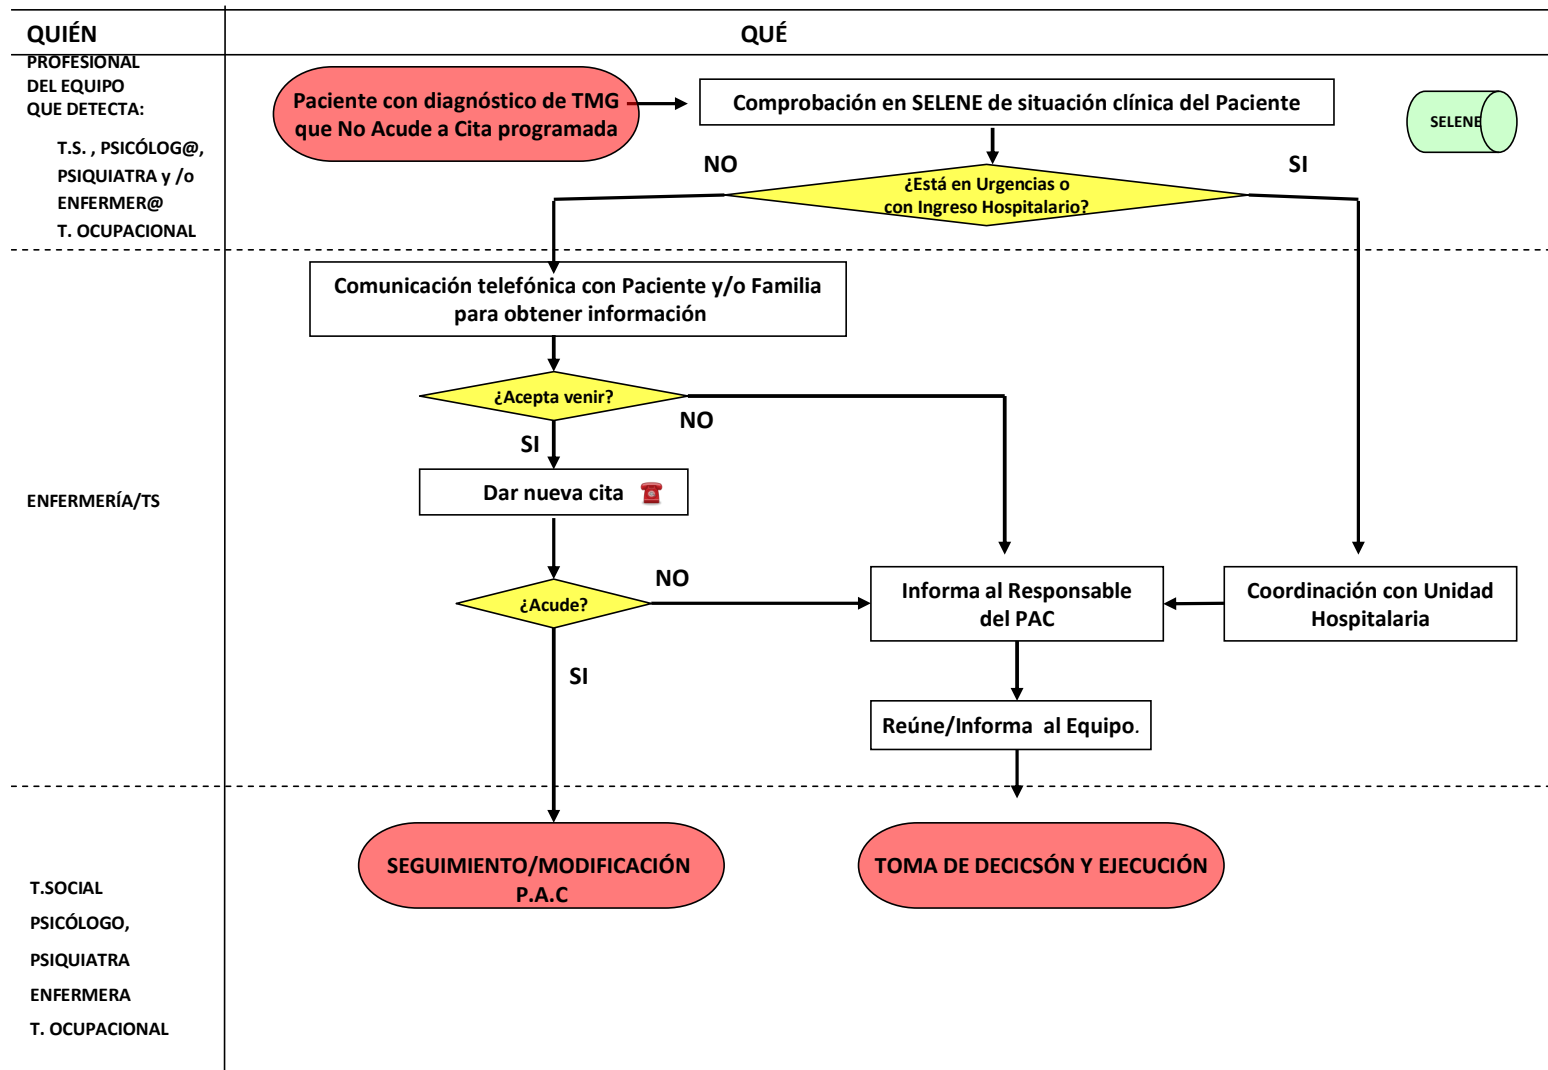 QUIÉN
QUÉ
PROFESIONAL
DEL EQUIPO
QUE DETECTA:
T.S. , PSICÓLOG@,
PSIQUIATRA y /o
ENFERMER@
T. OCUPACIONAL
Paciente con diagnóstico de TMG
que No Acude a Cita programada
Comprobación en SELENE de situación clínica del Paciente
SELENE
NO
SI
¿Está en Urgencias o
con Ingreso Hospitalario?
Comunicación telefónica con Paciente y/o Familia
para obtener información
¿Acepta venir?
NO
SI
ENFERMERÍA/TS
Dar nueva cita
¿Acude?
NO
SI
Informa al Responsable
del PAC
Coordinación con Unidad
Hospitalaria
Reúne/Informa al Equipo.
SEGUIMIENTO/MODIFICACIÓN
P.A.C
TOMA DE DECICSÓN Y EJECUCIÓN
T.SOCIAL
PSICÓLOGO,
PSIQUIATRA
ENFERMERA
T. OCUPACIONAL